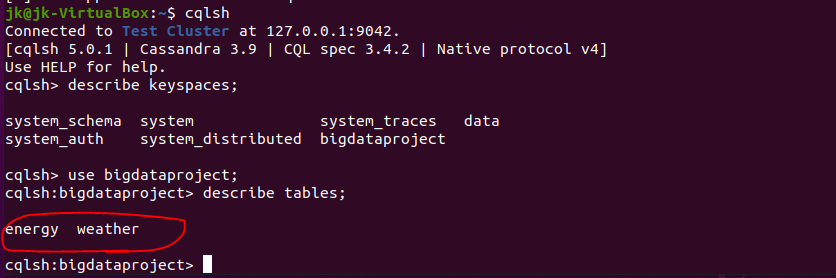 jk@jk-VirtualBox:~$ cqlsh
Connected to Test Cluster at 127.0.0.1:9042.
[cqlsh 5.0.1 | Cassandra 3.9 | CQL spec 3.4.2 | Native protocol v4]
Use HELP for help.
cqlsh> describe keyspaces;
system_schema  system              system_traces   data
system_auth    system_distributed  bigdataproject
cqlsh> use bigdataproject;
cqlsh:bigdataproject> describe tables;
energy  weather
cqlsh:bigdataproject>